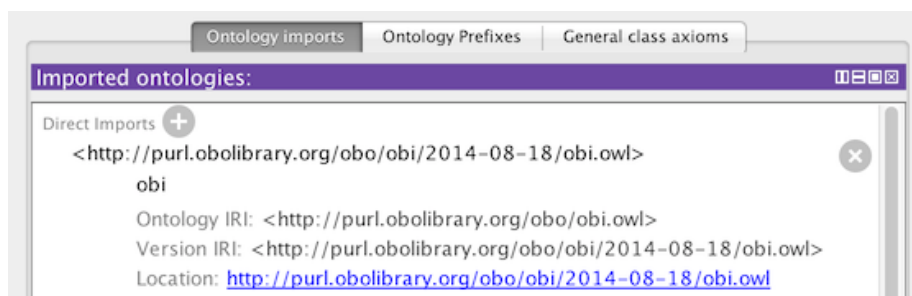 Ontology imports Ontology Prefixes General class axioms
Imported ontologies:
Direct Imports
<http://purl.obolibrary.org/obo/obi/2014-08-18/obi.owl>
obi
Ontology IRI: <http://purl.obolibrary.org/obo/obi.owl>
Version IRI: <http://purl.obolibrary.org/obo/obi/2014-08-18/obi.owl>
Location: http://purl.obolibrary.org/obo/obi/2014-08-18/obi.owl